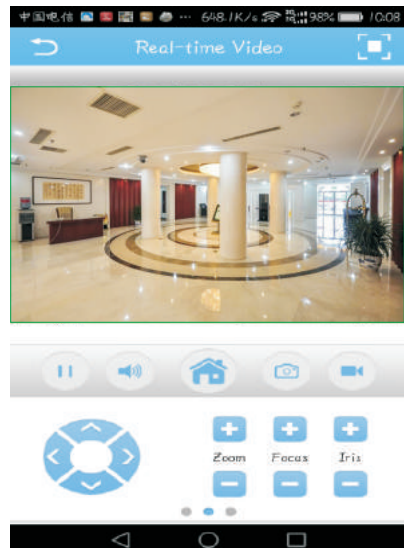 中国电信 ... 648.1K/s 98% 10:08
Real-time Video
Zoom Focus Iris